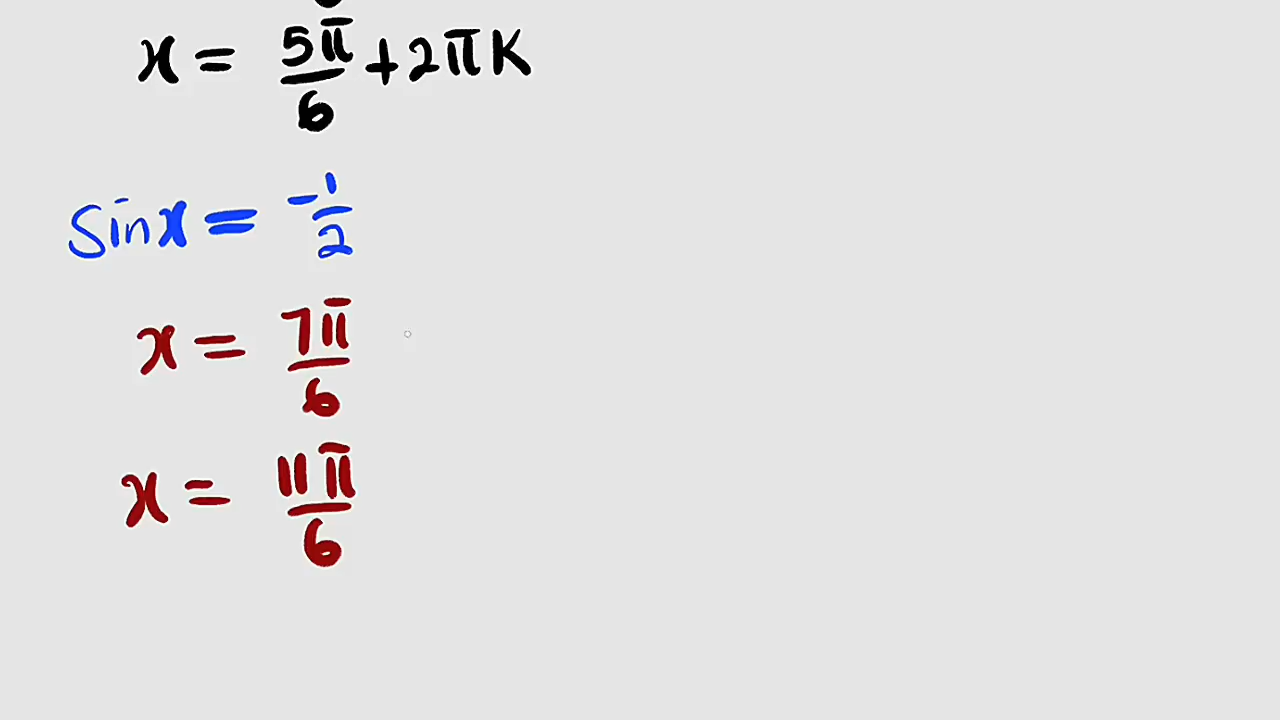 x = 5π/6 + 2πK
sinx = -1/2
x = 7π/6
x = 11π/6